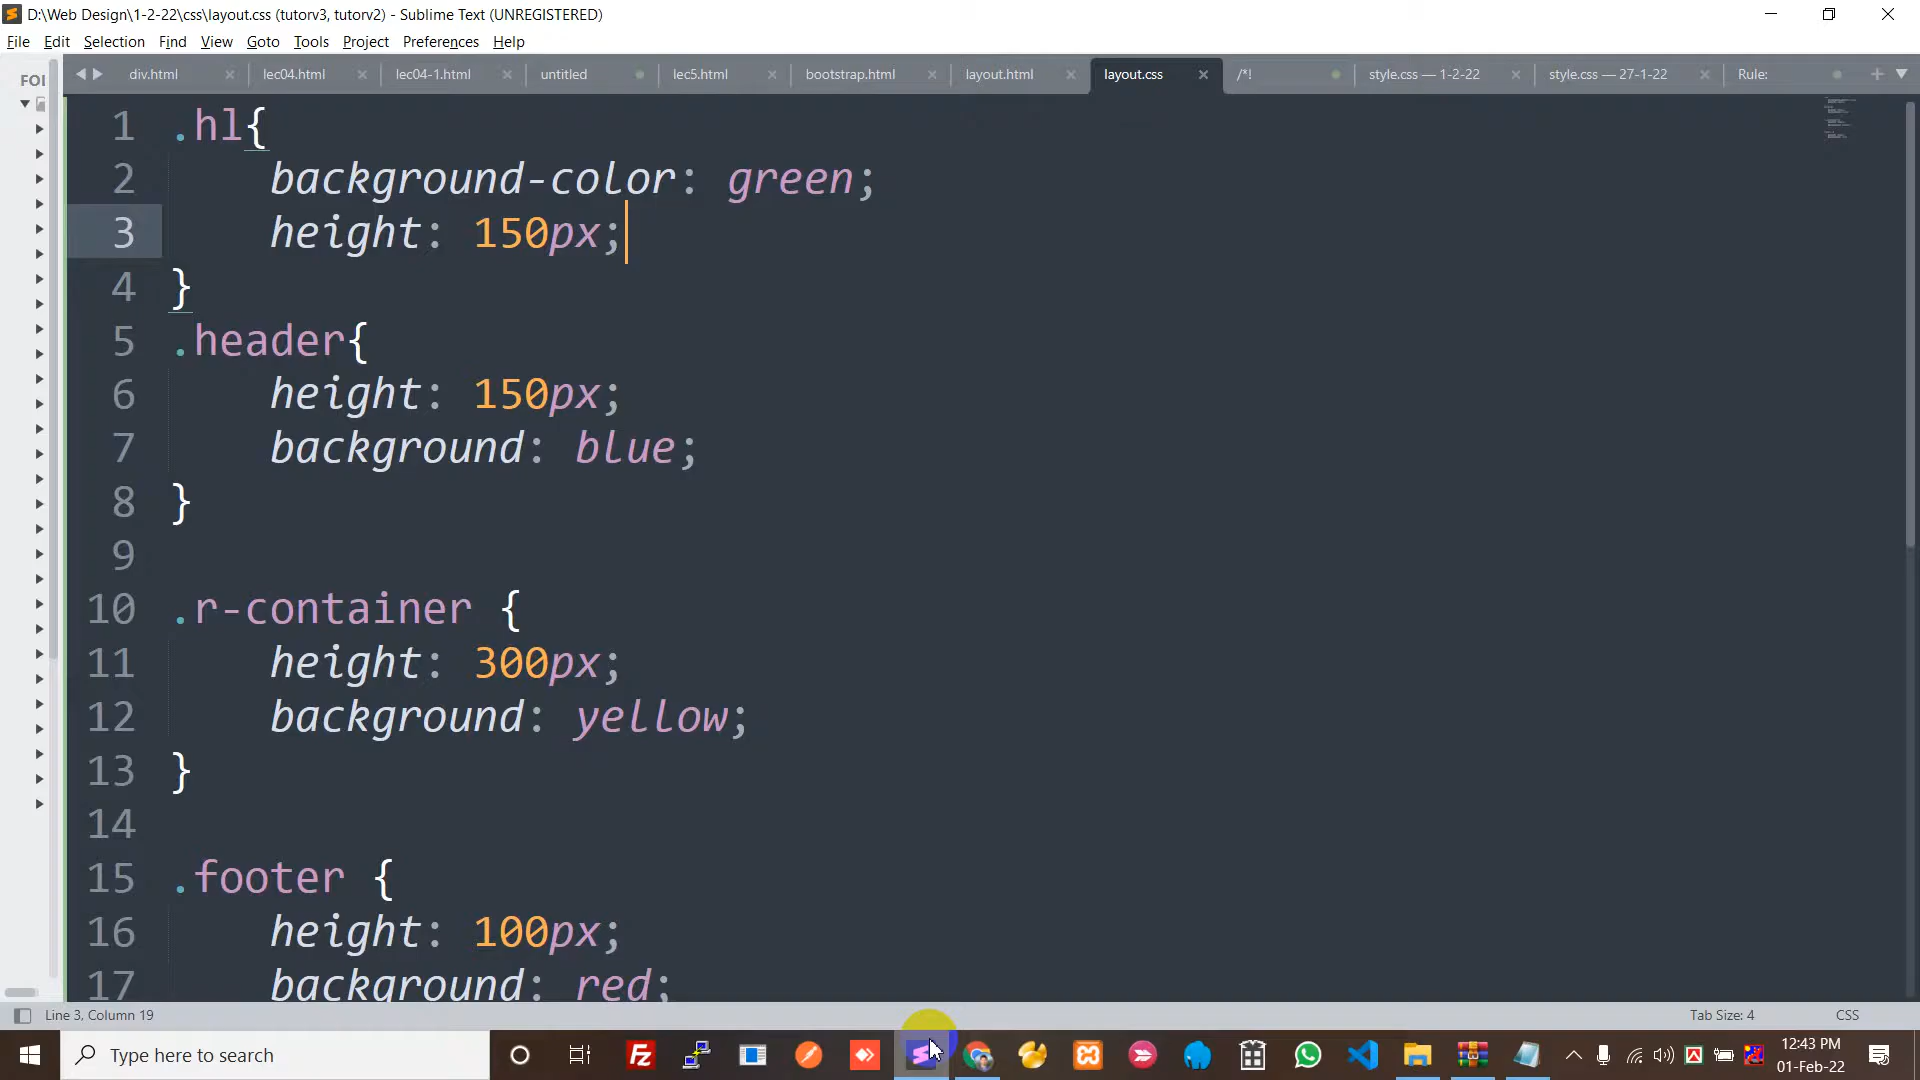 D:\Web Design\1-2-22\css\layout.css (tutorv3, tutorv2) - Sublime Text (UNREGISTERED)
File Edit Selection Find View Goto Tools Project Preferences Help
FOI
div.html lec04.html lec04-1.html untitled lec5.html bootstrap.html layout.html layout.css /*! style.css — 1-2-22 style.css — 27-1-22 Rule:
1 .hl{
2 background-color: green;
3 height: 150px;
4 }
5 .header{
6 height: 150px;
7 background: blue;
8 }
9
10 .r-container {
11 height: 300px;
12 background: yellow;
13 }
14
15 .footer {
16 height: 100px;
17 background: red;
Line 3, Column 19 Tab Size: 4 CSS
Type here to search
12:43 PM
01-Feb-22